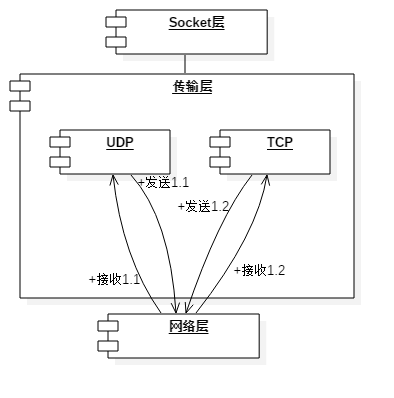 Socket层
传输层
UDP
TCP
+发送1.1
+发送1.2
+接收1.1
+接收1.2
网络层